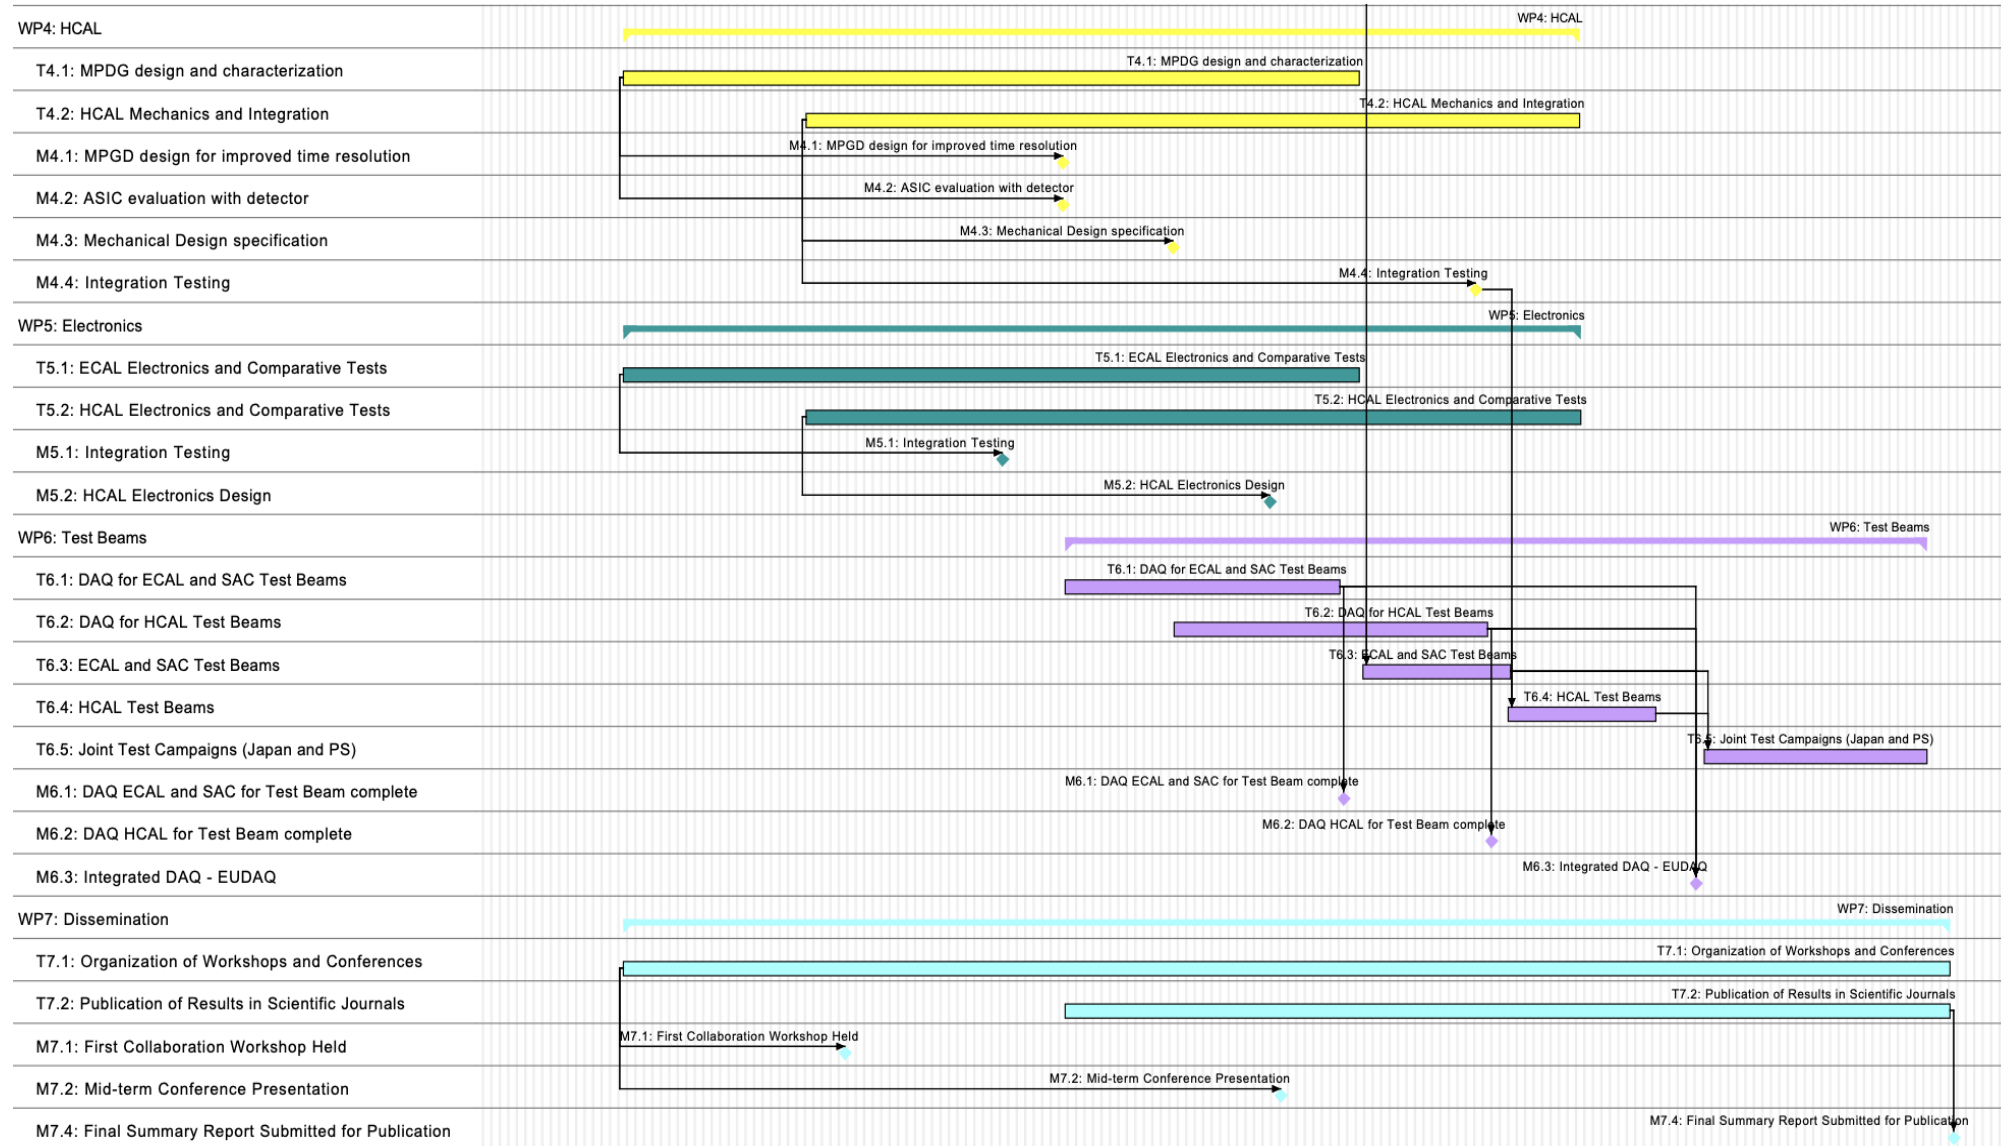 WP4: HCAL
WP4: HCAL
T4.1: MPDG design and characterization
T4.1: MPDG design and characterization
T4.2: HCAL Mechanics and Integration
T4.2: HCAL Mechanics and Integration
M4.1: MPGD design for improved time resolution
M4.1: MPGD design for improved time resolution
M4.2: ASIC evaluation with detector
M4.2: ASIC evaluation with detector
M4.3: Mechanical Design specification
M4.3: Mechanical Design specification
M4.4: Integration Testing
M4.4: Integration Testing
WP5: Electronics
WP5: Electronics
T5.1: ECAL Electronics and Comparative Tests
T5.1: ECAL Electronics and Comparative Tests
T5.2: HCAL Electronics and Comparative Tests
T5.2: HCAL Electronics and Comparative Tests
M5.1: Integration Testing
M5.1: Integration Testing
M5.2: HCAL Electronics Design
M5.2: HCAL Electronics Design
WP6: Test Beams
WP6: Test Beams
T6.1: DAQ for ECAL and SAC Test Beams
T6.1: DAQ for ECAL and SAC Test Beams
T6.2: DAQ for HCAL Test Beams
T6.2: DAQ for HCAL Test Beams
T6.3: ECAL and SAC Test Beams
T6.3: ECAL and SAC Test Beams
T6.4: HCAL Test Beams
T6.4: HCAL Test Beams
T6.5: Joint Test Campaigns (Japan and PS)
T6.5: Joint Test Campaigns (Japan and PS)
M6.1: DAQ ECAL and SAC for Test Beam complete
M6.1: DAQ ECAL and SAC for Test Beam complete
M6.2: DAQ HCAL for Test Beam complete
M6.2: DAQ HCAL for Test Beam complete
M6.3: Integrated DAQ - EUDAQ
M6.3: Integrated DAQ - EUDAQ
WP7: Dissemination
WP7: Dissemination
T7.1: Organization of Workshops and Conferences
T7.1: Organization of Workshops and Conferences
T7.2: Publication of Results in Scientific Journals
T7.2: Publication of Results in Scientific Journals
M7.1: First Collaboration Workshop Held
M7.1: First Collaboration Workshop Held
M7.2: Mid-term Conference Presentation
M7.2: Mid-term Conference Presentation
M7.4: Final Summary Report Submitted for Publication
M7.4: Final Summary Report Submitted for Publication